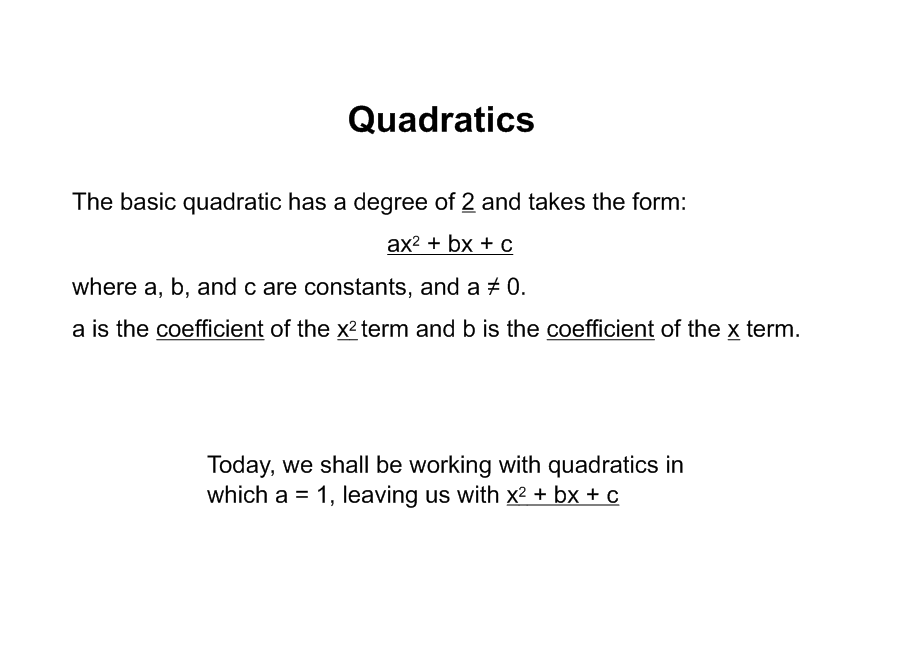 Quadratics
The basic quadratic has a degree of 2 and takes the form:
ax² + bx + c
where a, b, and c are constants, and a ≠ 0.
a is the coefficient of the x² term and b is the coefficient of the x term.
Today, we shall be working with quadratics in
which a = 1, leaving us with x² + bx + c